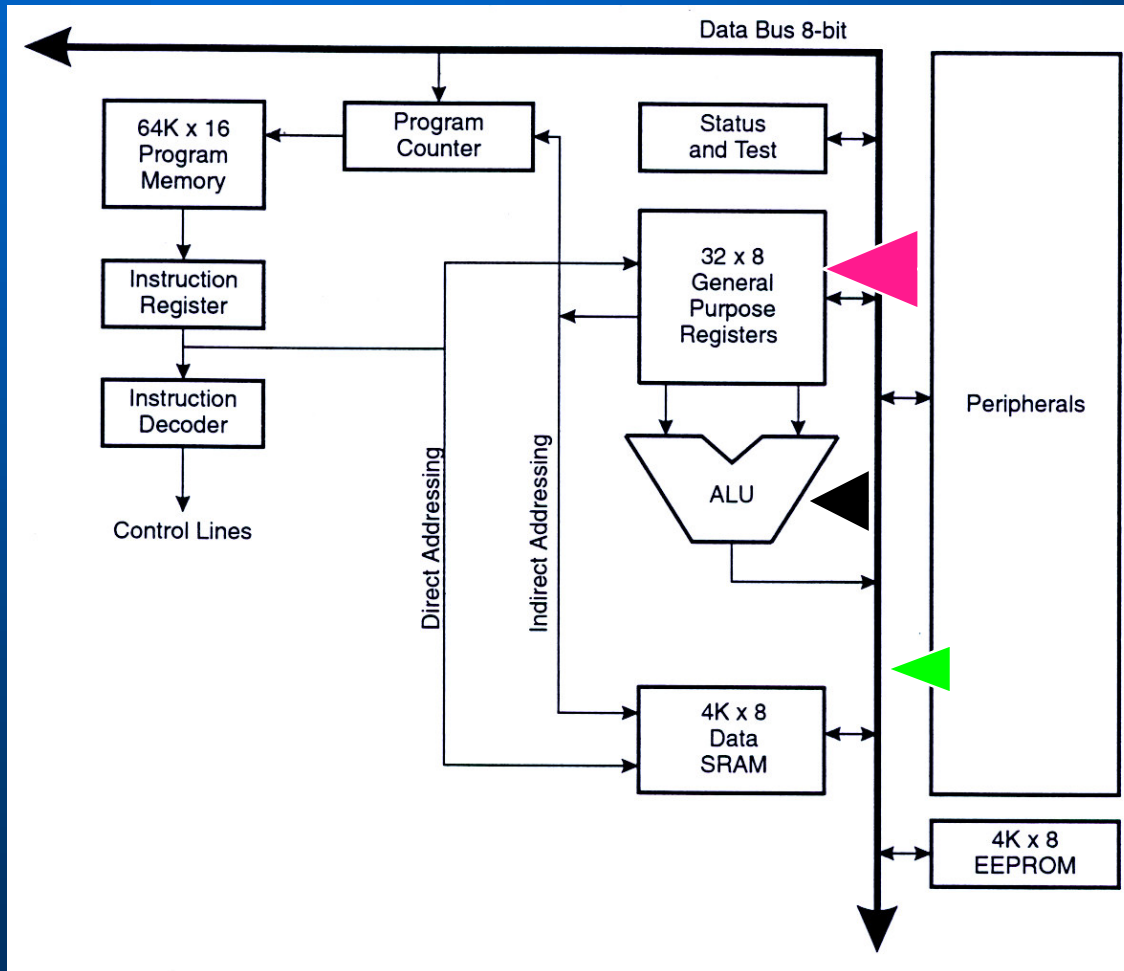 Data Bus 8-bit
64K x 16
Program
Memory
Program
Counter
Status
and Test
Instruction
Register
32 x 8
General
Purpose
Registers
Instruction
Decoder
Peripherals
Control Lines
Direct Addressing
Indirect Addressing
ALU
4K x 8
Data
SRAM
4K x 8
EEPROM